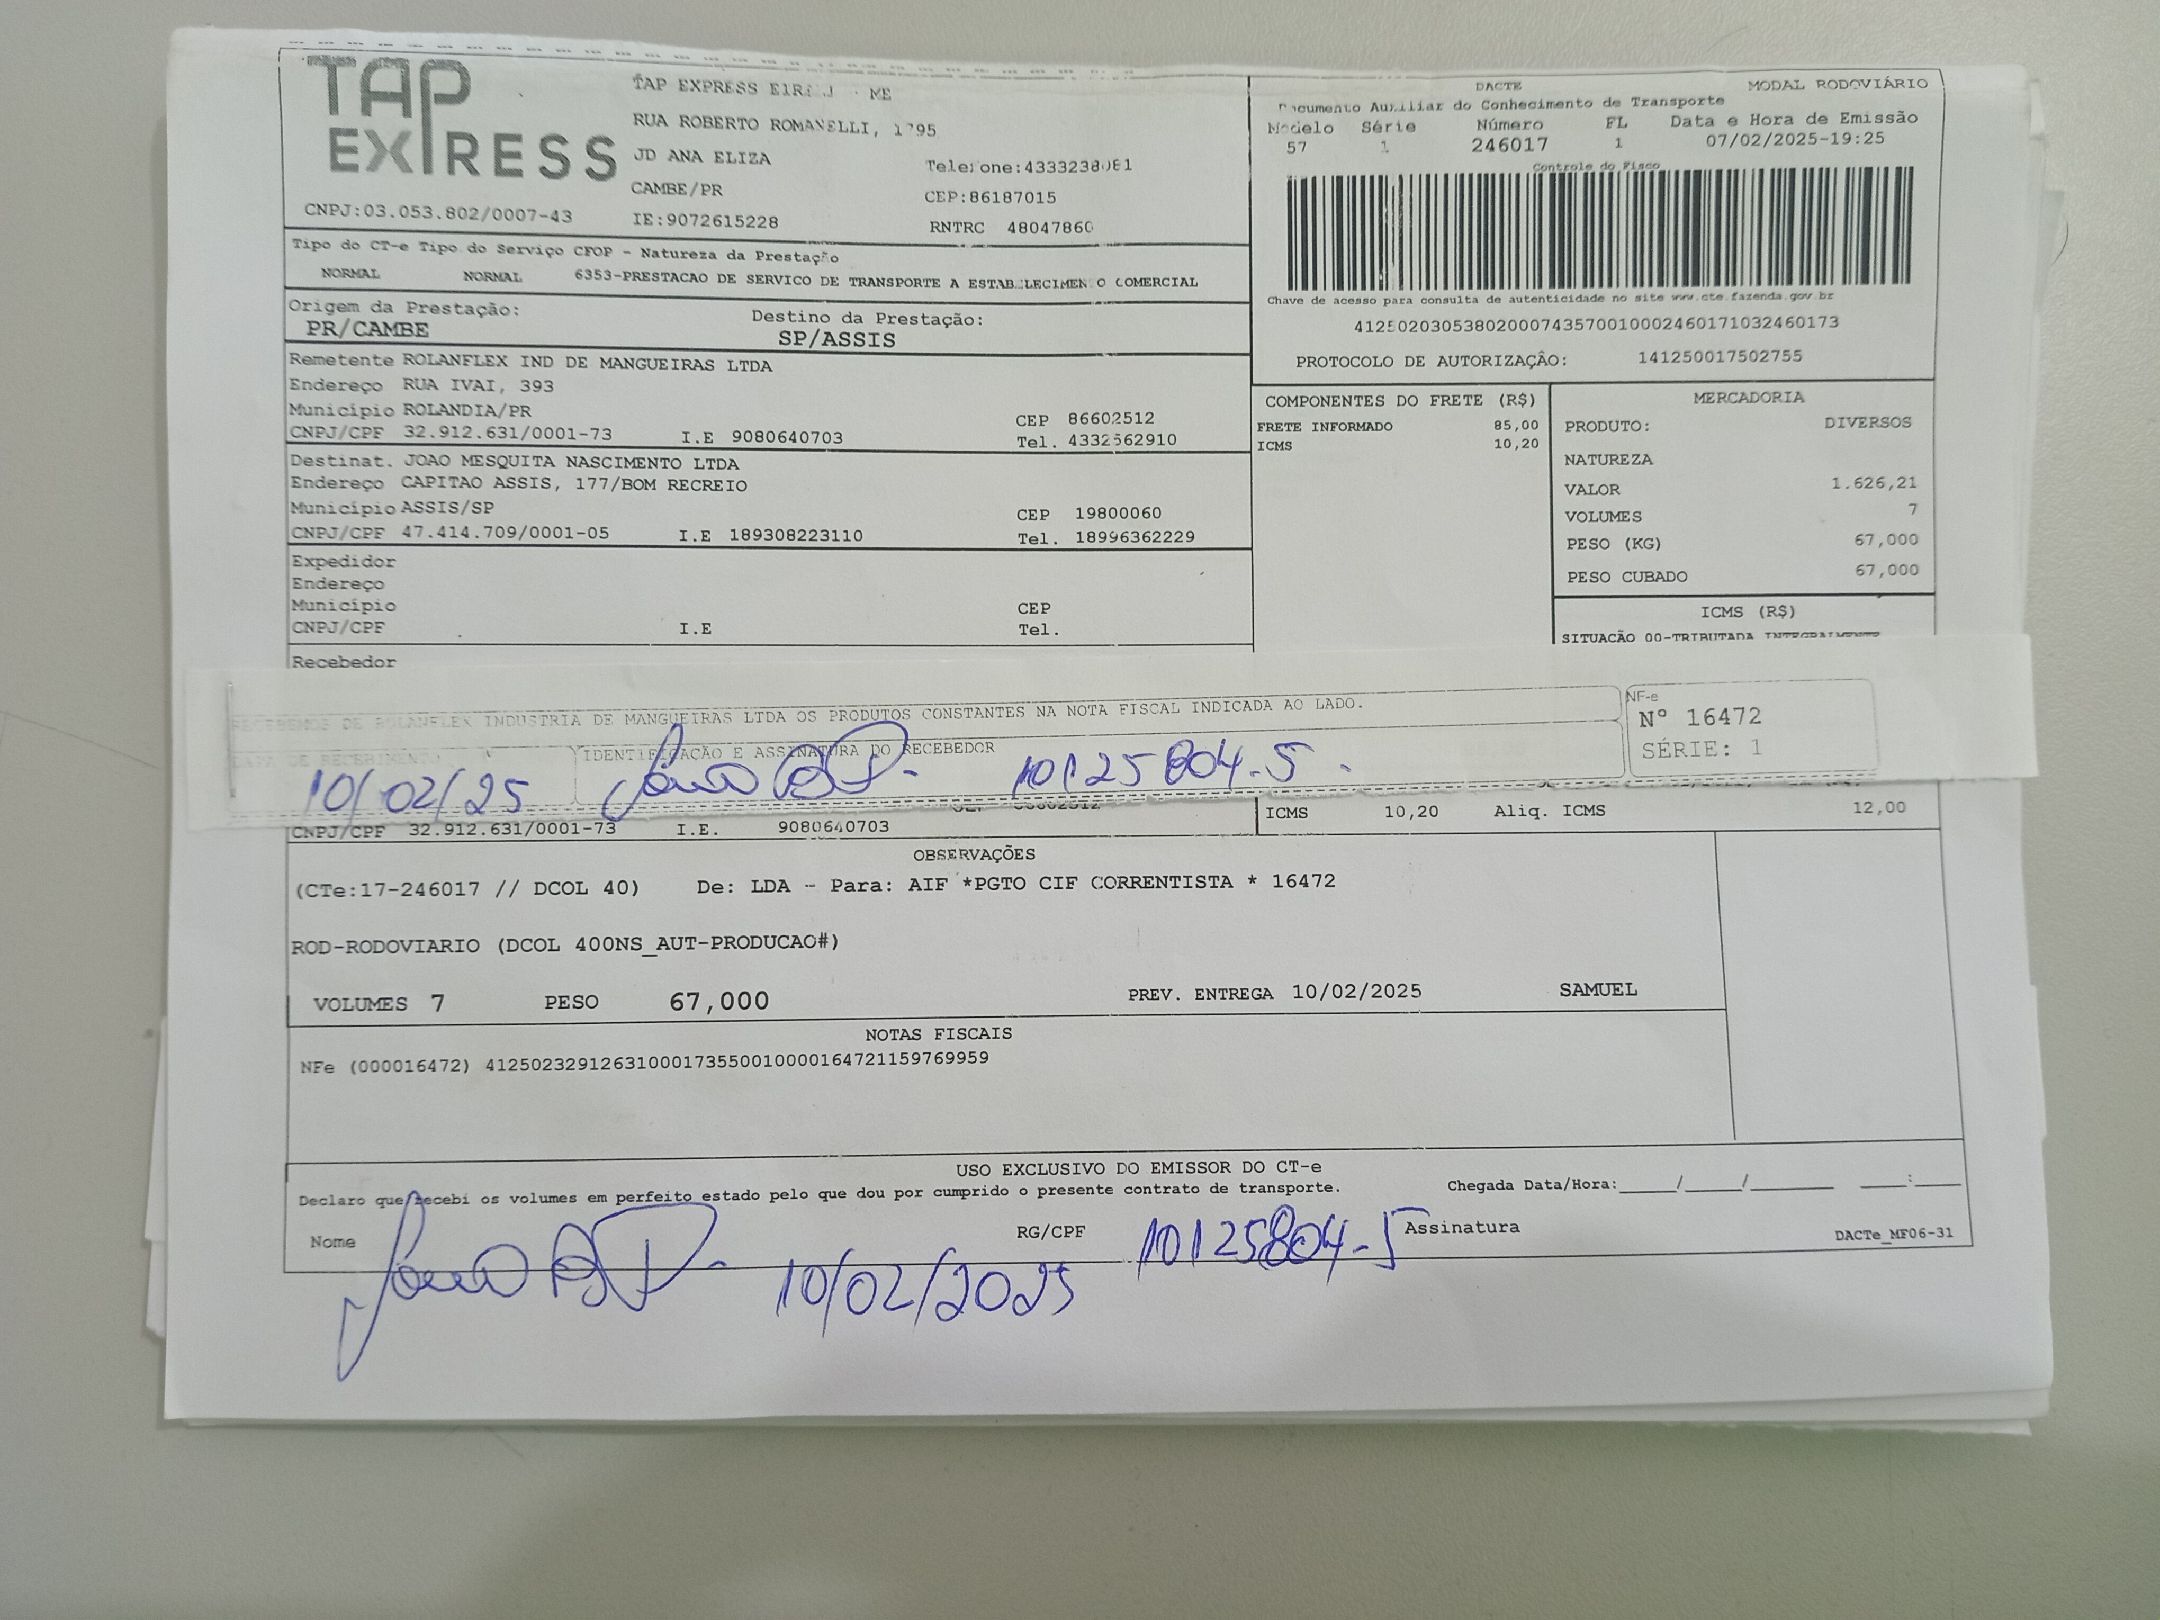 TAP
EXPRESS
TAP EXPRESS ME
RUA ROBERTO ROMANELLI, 1795
JD ANA ELIZA
Telefone:4333238081
CAMBE/PR
CEP:86187015
CNPJ:03.053.802/0007-43
IE:9072615228
RNTRC 48047860
DACTE
MODAL RODOVIÁRIO
Documento Auxiliar do Conhecimento de Transporte
Modelo Série Número FL Data e Hora de Emissão
57 1 246017 1 07/02/2025-19:25
Controle do Fisco
Chave de acesso para consulta de autenticidade no site www.cte.fazenda.gov.br
41250203053802000743570010002460171032460173
PROTOCOLO DE AUTORIZAÇÂO: 141250017502755
Tipo do CT-e Tipo do Serviço CFOP - Natureza da Prestação
NORMAL NORMAL 6353-PRESTACAO DE SERVICO DE TRANSPORTE A ESTABELECIMENTO COMERCIAL
Origem da Prestação: Destino da Prestação:
PR/CAMBE SP/ASSIS
Remetente ROLANFLEX IND DE MANGUEIRAS LTDA
Endereço RUA IVAI, 393
Município ROLANDIA/PR CEP 86602512
CNPJ/CPF 32.912.631/0001-73 I.E 9080640703 Tel. 4332562910
Destinat. JOAO MESQUITA NASCIMENTO LTDA
Endereço CAPITAO ASSIS, 177/BOM RECREIO
Município ASSIS/SP CEP 19800060
CNPJ/CPF 47.414.709/0001-05 I.E 189308223110 Tel. 18996362229
Expedidor
Endereço
Município CEP
CNPJ/CPF I.E Tel.
Recebedor
COMPONENTES DO FRETE (R$)
FRETE INFORMADO 85,00
ICMS 10,20
MERCADORIA
PRODUTO: DIVERSOS
NATUREZA
VALOR 1.626,21
VOLUMES 7
PESO (KG) 67,000
PESO CUBADO 67,000
ICMS (R$)
SITUACÃO 00-TRIBUTADA INTEGRALMENTE
RECEBEMOS DE ROLANFLEX INDUSTRIA DE MANGUEIRAS LTDA OS PRODUTOS CONSTANTES NA NOTA FISCAL INDICADA AO LADO.
DATA DE RECEBIMENTO IDENTIFICAÇÃO E ASSINATURA DO RECEBEDOR
10/02/25 10125804-5
NF-e
Nº 16472
SÉRIE: 1
CNPJ/CPF 32.912.631/0001-73 I.E. 9080640703
ICMS 10,20 Aliq. ICMS 12,00
OBSERVAÇÕES
(CTe:17-246017 // DCOL 40) De: LDA - Para: AIF *PGTO CIF CORRENTISTA * 16472
ROD-RODOVIARIO (DCOL 400NS_AUT-PRODUCAO#)
VOLUMES 7 PESO 67,000 PREV. ENTREGA 10/02/2025 SAMUEL
NOTAS FISCAIS
NFe (000016472) 41250232912631000173550010000164721159769959
USO EXCLUSIVO DO EMISSOR DO CT-e
Declaro que recebi os volumes em perfeito estado pelo que dou por cumprido o presente contrato de transporte. Chegada Data/Hora:____/____/______ ___:___
Nome RG/CPF 10125804-5 Assinatura DACTe_MF06-31
10/02/2025